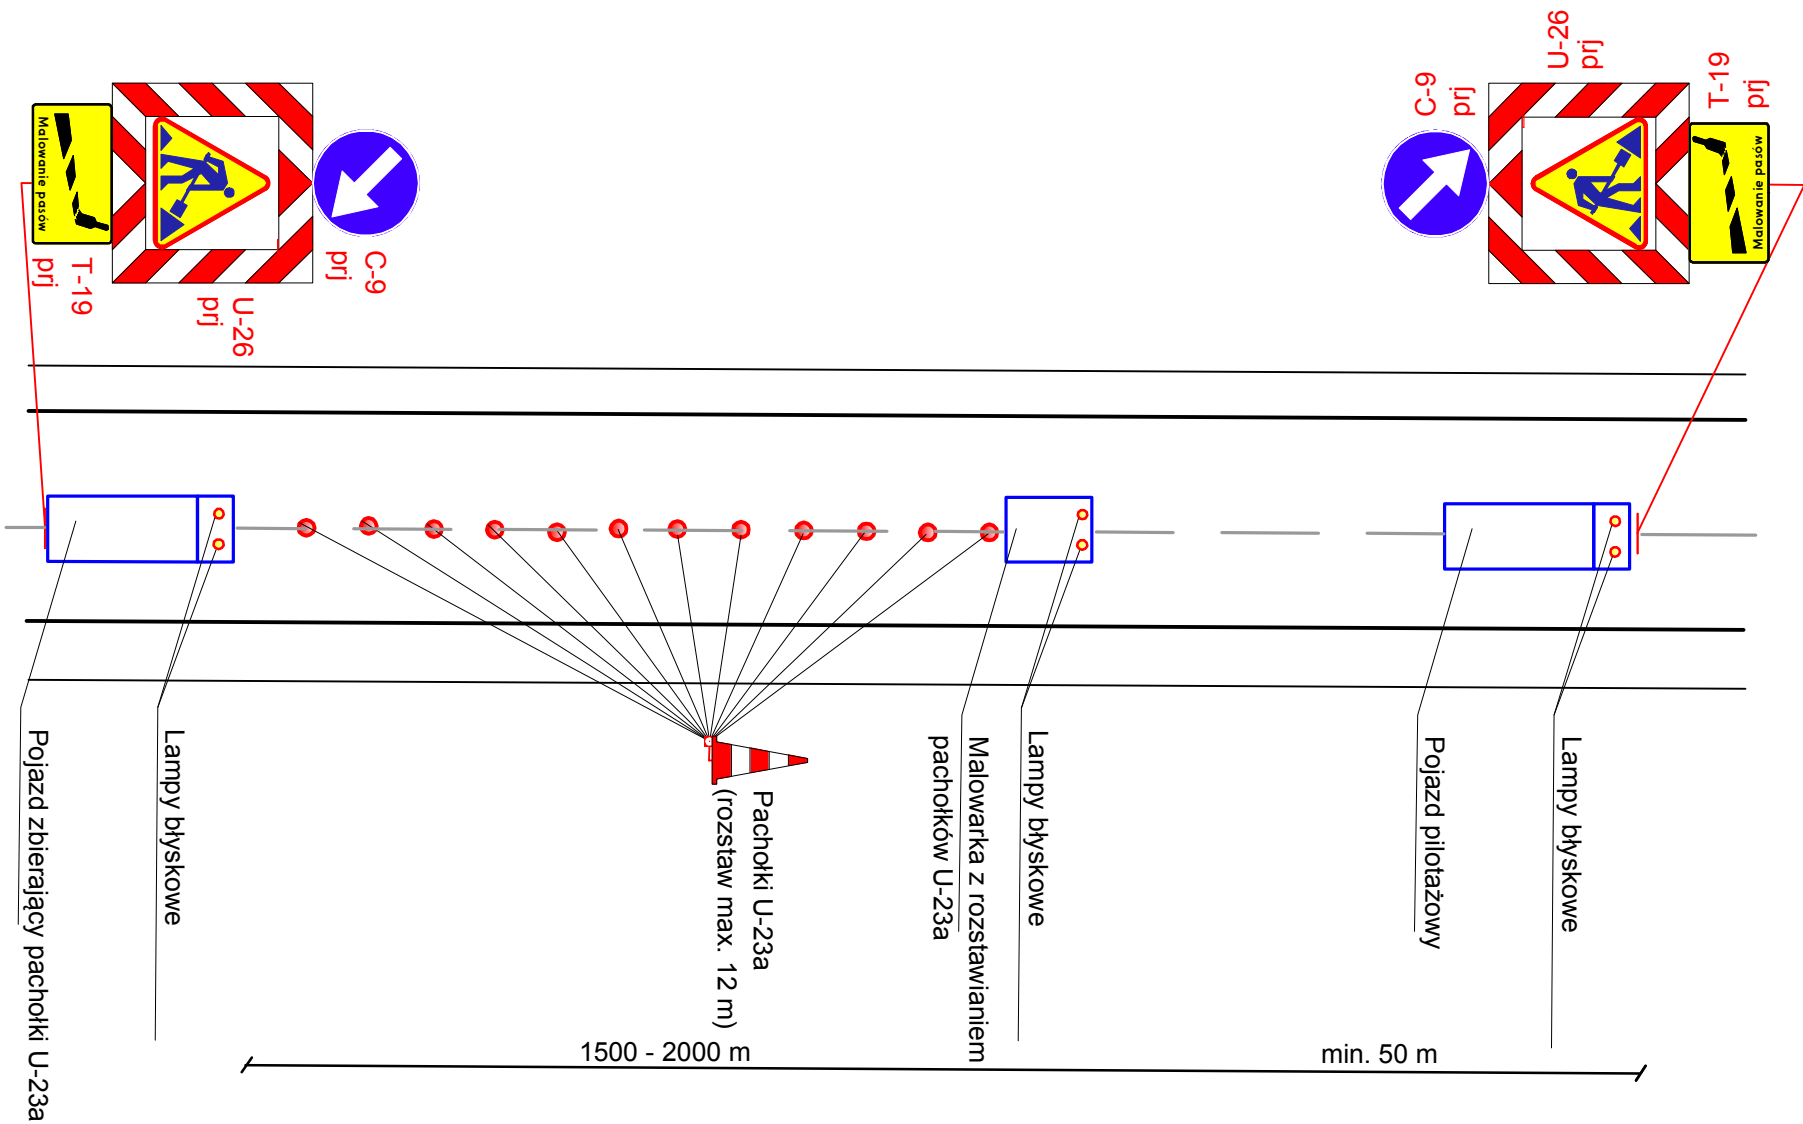 U-26
prj
T-19
prj
C-9
prj
Malowanie pasów
Malowanie pasów
C-9
prj
T-19
prj
U-26
prj
Pojazd zbierający pachołki U-23a
Lampy błyskowe
Pachołki U-23a
(rozstaw max. 12 m)
Malowarka z rozstawianiem
pachołków U-23a
Lampy błyskowe
Pojazd pilotażowy
Lampy błyskowe
1500 - 2000 m
min. 50 m